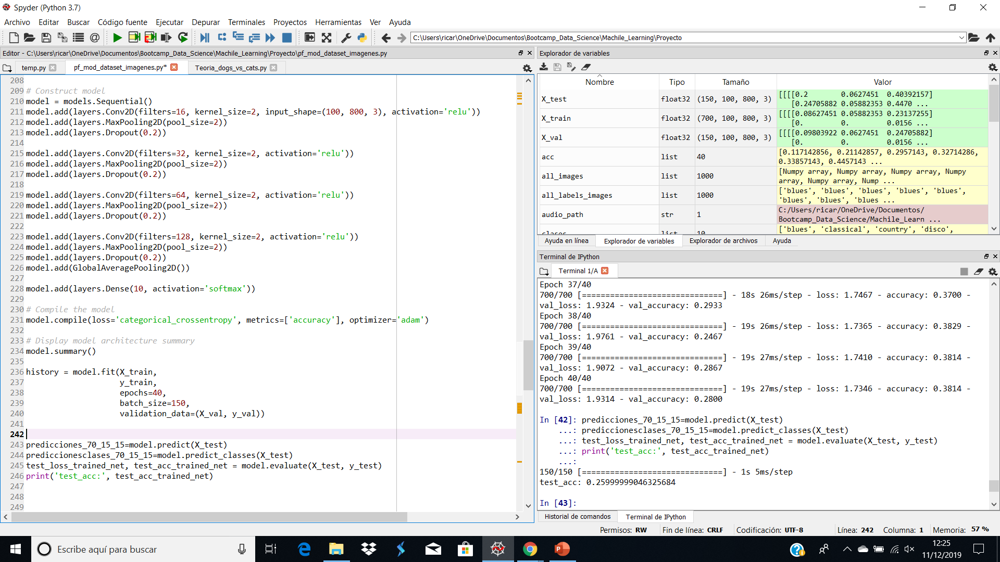 Spyder (Python 3.7)
Archivo Editar Buscar Código fuente Ejecutar Depurar Terminales Proyectos Herramientas Ver Ayuda
C:\Users\ricar\OneDrive\Documentos\Bootcamp_Data_Science\Machile_Learning\Proyecto
Editor - C:\Users\ricar\OneDrive\Documentos\Bootcamp_Data_Science\Machile_Learning\Proyecto\pf_mod_dataset_imagenes.py
temp.py pf_mod_dataset_imagenes.py* Teoria_dogs_vs_cats.py
208
209 # Construct model
210 model = models.Sequential()
211 model.add(layers.Conv2D(filters=16, kernel_size=2, input_shape=(100, 800, 3), activation='relu'))
212 model.add(layers.MaxPooling2D(pool_size=2))
213 model.add(layers.Dropout(0.2))
214
215 model.add(layers.Conv2D(filters=32, kernel_size=2, activation='relu'))
216 model.add(layers.MaxPooling2D(pool_size=2))
217 model.add(layers.Dropout(0.2))
218
219 model.add(layers.Conv2D(filters=64, kernel_size=2, activation='relu'))
220 model.add(layers.MaxPooling2D(pool_size=2))
221 model.add(layers.Dropout(0.2))
222
223 model.add(layers.Conv2D(filters=128, kernel_size=2, activation='relu'))
224 model.add(layers.MaxPooling2D(pool_size=2))
225 model.add(layers.Dropout(0.2))
226 model.add(GlobalAveragePooling2D())
227
228 model.add(layers.Dense(10, activation='softmax'))
229
230 # Compile the model
231 model.compile(loss='categorical_crossentropy', metrics=['accuracy'], optimizer='adam')
232
233 # Display model architecture summary
234 model.summary()
235
236 history = model.fit(X_train,
237 y_train,
238 epochs=40,
239 batch_size=150,
240 validation_data=(X_val, y_val))
241
242
243 predicciones_70_15_15=model.predict(X_test)
244 prediccionesclases_70_15_15=model.predict_classes(X_test)
245 test_loss_trained_net, test_acc_trained_net = model.evaluate(X_test, y_test)
246 print('test_acc:', test_acc_trained_net)
247
248
249
Explorador de variables
Nombre Tipo Tamaño Valor
X_test float32 (150, 100, 800, 3) [[[[0.2 0.0627451 0.40392157]
[0.24705882 0.05882353 0.4470 ...
X_train float32 (700, 100, 800, 3) [[[[0.08627451 0.05882353 0.23137255]
[0. 0. 0.0156 ...
X_val float32 (150, 100, 800, 3) [[[[0.09803922 0.0627451 0.24705882]
[0. 0. 0.0156 ...
acc list 40 [0.117142856, 0.21142857, 0.2957143, 0.32714286,
0.33857143, 0.4457143 ...
all_images list 1000 [Numpy array, Numpy array, Numpy array, Numpy
array, Numpy array, Nump ...
all_labels_images list 1000 ['blues', 'blues', 'blues', 'blues', 'blues',
'blues', 'blues', 'blues ...
audio_path str 1 C:/Users/ricar/OneDrive/Documentos/
Bootcamp_Data_Science/Machile_Learn ...
clases list 10 ['blues', 'classical', 'country', 'disco',
Ayuda en línea Explorador de variables Explorador de archivos Ayuda
Terminal de IPython
Terminal 1/A
Epoch 37/40
700/700 [==============================] - 18s 26ms/step - loss: 1.7467 - accuracy: 0.3700 -
val_loss: 1.9324 - val_accuracy: 0.2933
Epoch 38/40
700/700 [==============================] - 19s 26ms/step - loss: 1.7365 - accuracy: 0.3829 -
val_loss: 1.9761 - val_accuracy: 0.2467
Epoch 39/40
700/700 [==============================] - 19s 27ms/step - loss: 1.7410 - accuracy: 0.3814 -
val_loss: 1.9072 - val_accuracy: 0.2867
Epoch 40/40
700/700 [==============================] - 19s 27ms/step - loss: 1.7346 - accuracy: 0.3814 -
val_loss: 1.9314 - val_accuracy: 0.2800
In [42]: predicciones_70_15_15=model.predict(X_test)
...: prediccionesclases_70_15_15=model.predict_classes(X_test)
...: test_loss_trained_net, test_acc_trained_net = model.evaluate(X_test, y_test)
...: print('test_acc:', test_acc_trained_net)
...:
150/150 [==============================] - 1s 5ms/step
test_acc: 0.25999999046325684
In [43]:
Historial de comandos Terminal de IPython
Permisos: RW Fin de línea: CRLF Codificación: UTF-8 Línea: 242 Columna: 1 Memoria: 57 %
Escribe aquí para buscar
12:25
11/12/2019